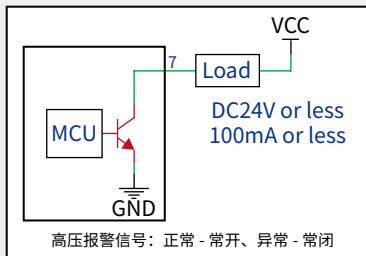 VCC
7
Load
DC24V or less
100mA or less
MCU
GND
高压报警信号：正常 - 常开、异常 - 常闭